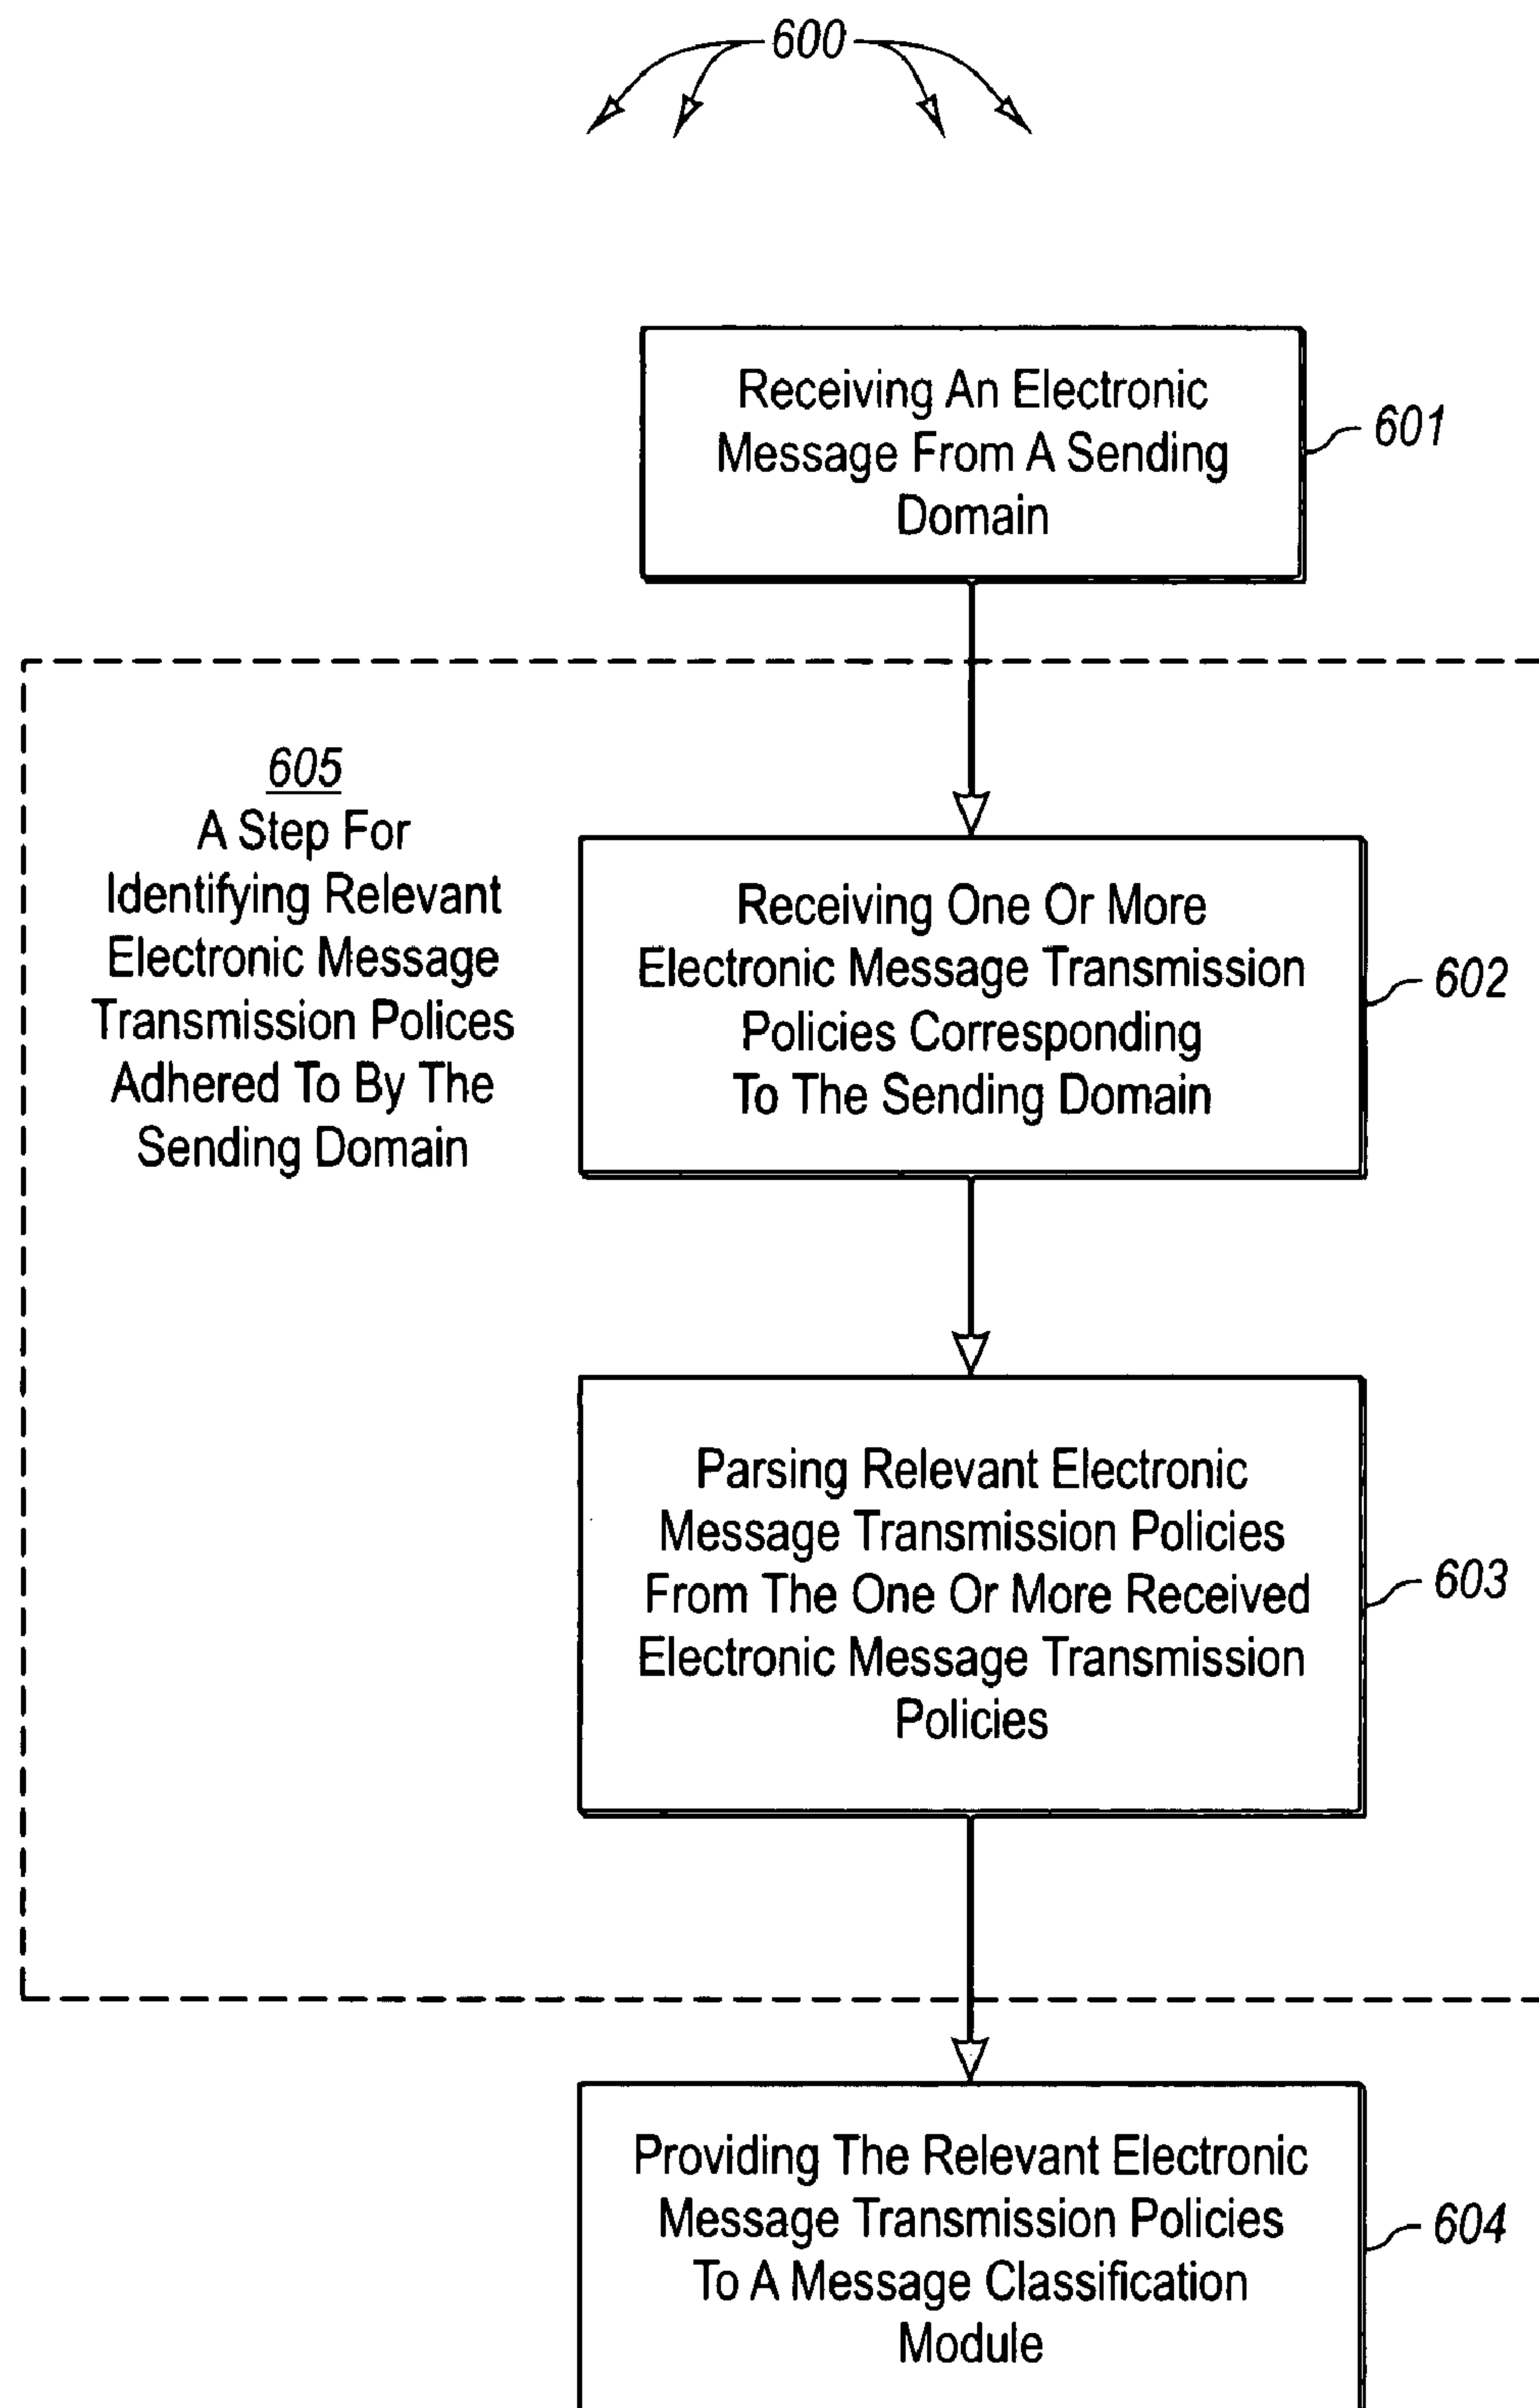 600
Receiving An Electronic
Message From A Sending
Domain
601
605
A Step For
Identifying Relevant
Electronic Message
Transmission Polices
Adhered To By The
Sending Domain
Receiving One Or More
Electronic Message Transmission
Policies Corresponding
To The Sending Domain
602
Parsing Relevant Electronic
Message Transmission Policies
From The One Or More Received
Electronic Message Transmission
Policies
603
Providing The Relevant Electronic
Message Transmission Policies
To A Message Classification
Module
604